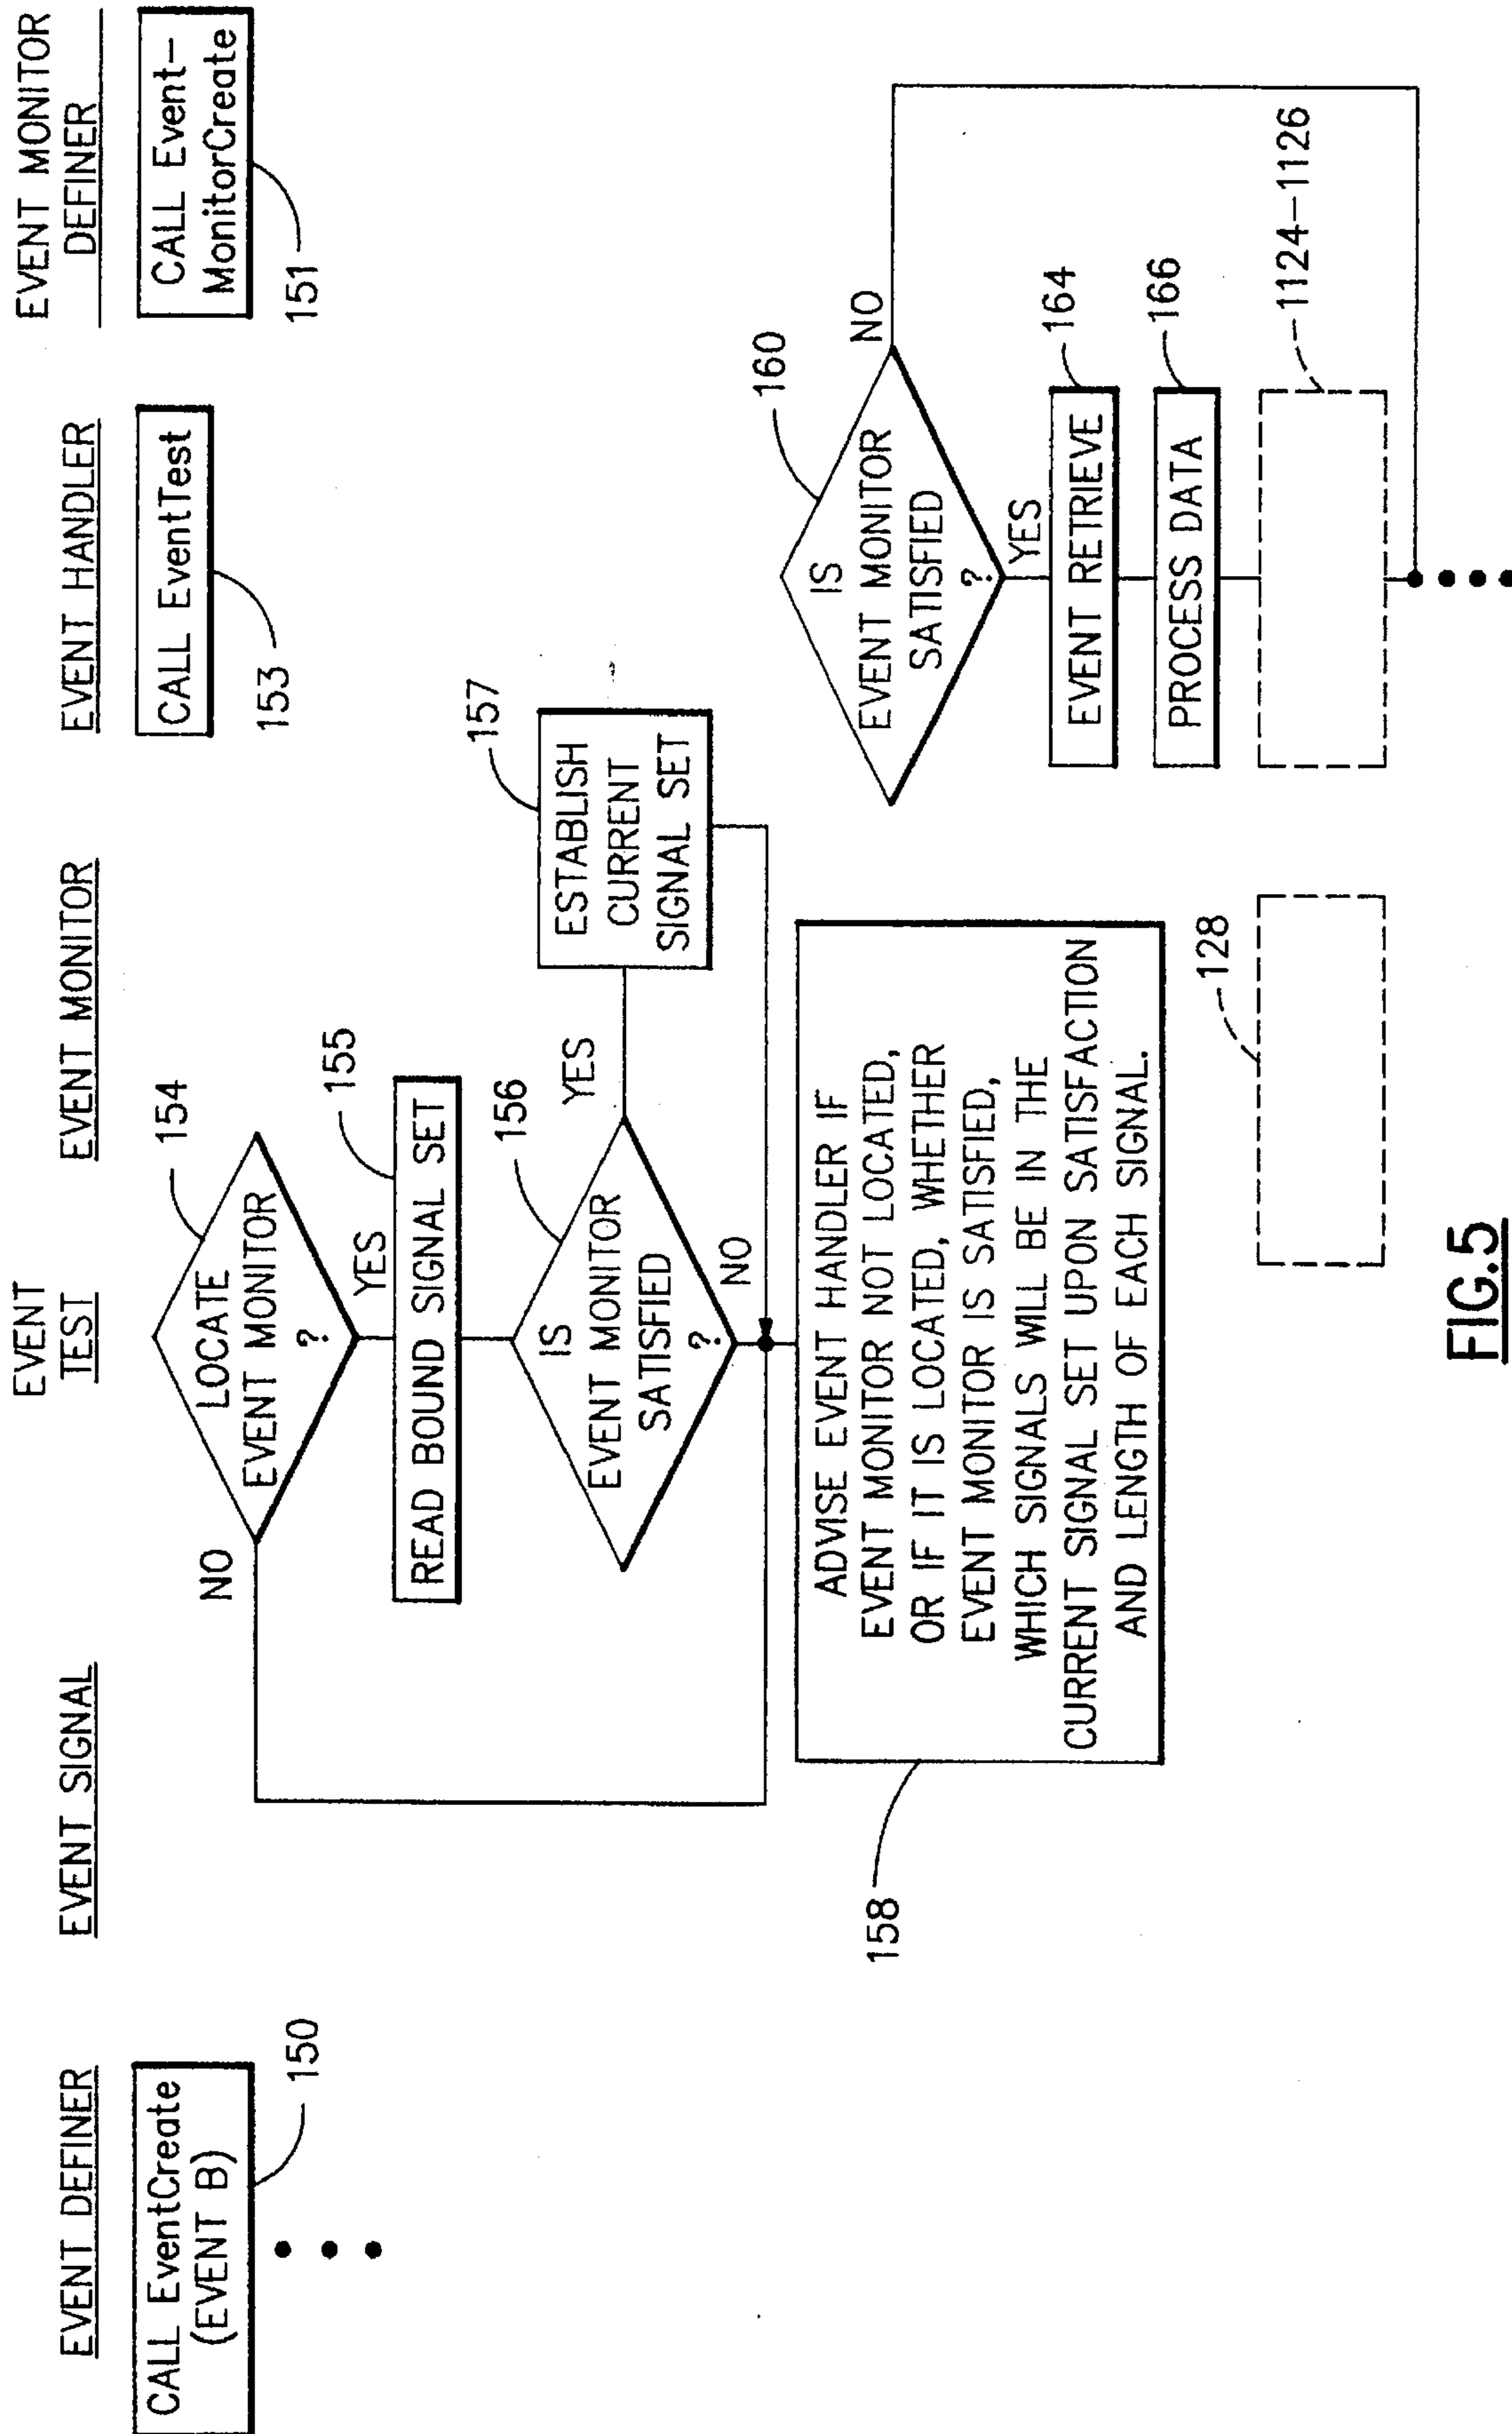 EVENT DEFINER
CALL EventCreate
(EVENT B)
150
EVENT SIGNAL
EVENT
TEST
NO
LOCATE
EVENT MONITOR
?
154
YES
READ BOUND SIGNAL SET
155
IS
EVENT MONITOR
SATISFIED
?
156
YES
NO
ESTABLISH
CURRENT
SIGNAL SET
157
ADVISE EVENT HANDLER IF
EVENT MONITOR NOT LOCATED,
OR IF IT IS LOCATED, WHETHER
EVENT MONITOR IS SATISFIED,
WHICH SIGNALS WILL BE IN THE
CURRENT SIGNAL SET UPON SATISFACTION
AND LENGTH OF EACH SIGNAL.
158
EVENT MONITOR
128
EVENT HANDLER
CALL EventTest
153
IS
EVENT MONITOR
SATISFIED
?
160
NO
YES
EVENT RETRIEVE
164
PROCESS DATA
166
1124-1126
EVENT MONITOR
DEFINER
CALL Event-
MonitorCreate
151
FIG.5